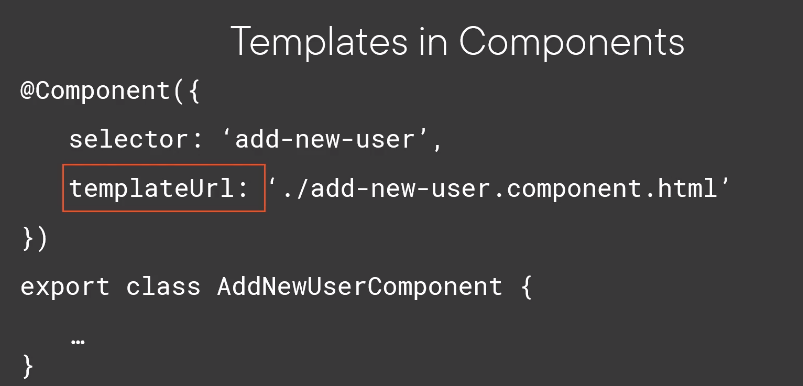 Templates in Components
@Component({
selector: ‘add-new-user’,
templateUrl: ‘./add-new-user.component.html’
})
export class AddNewUserComponent {
…
}